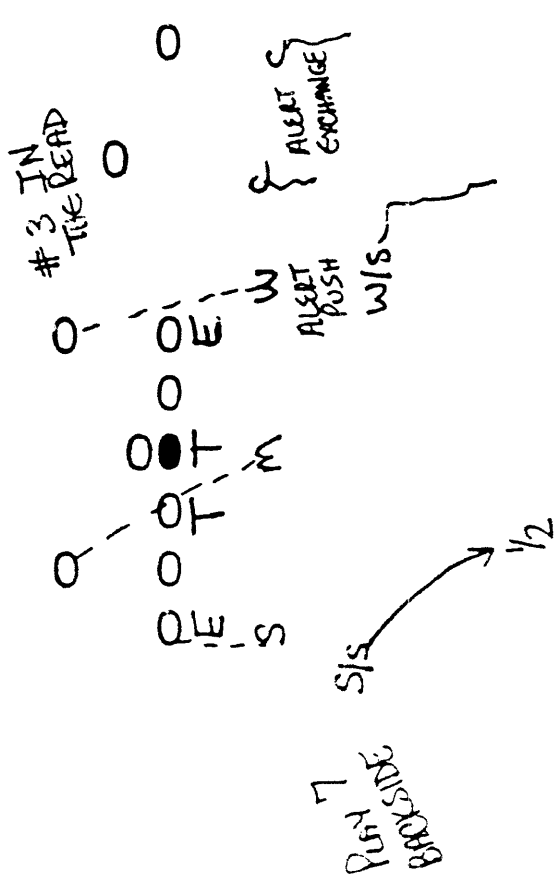 # 3 IN
THE READ
E T T E
S M W C C
ALERT
EXCHANGE
ALERT
PUSH
S/S
W/S
PLAY 7
BACKSIDE
1/2